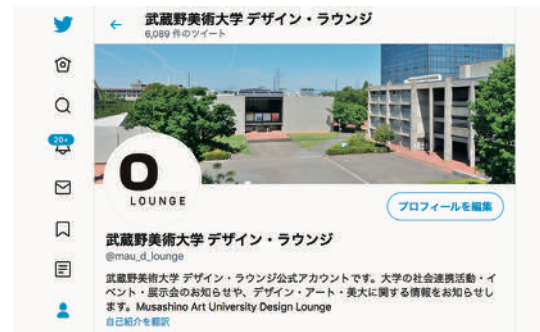 武蔵野美術大学 デザイン・ラウンジ
6,089 件のツイート
20+
O
LOUNGE
プロフィールを編集
武蔵野美術大学 デザイン・ラウンジ
@mau_d_lounge
武蔵野美術大学 デザイン・ラウンジ公式アカウントです。大学の社会連携活動・イ
ベント・展示会のお知らせや、デザイン・アート・美大に関する情報をお知らせし
ます。Musashino Art University Design Lounge
自己紹介を翻訳